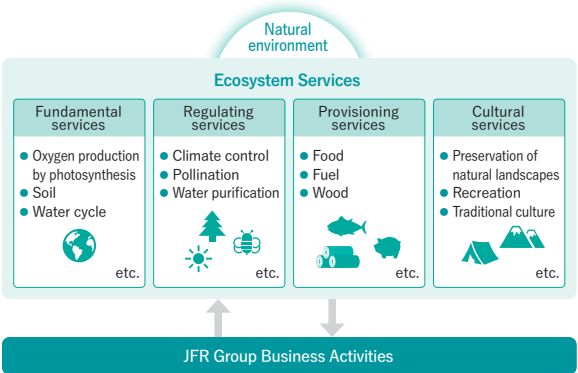 Natural
environment
Ecosystem Services
Fundamental
services
● Oxygen production
by photosynthesis
● Soil
● Water cycle
etc.
Regulating
services
● Climate control
● Pollination
● Water purification
etc.
Provisioning
services
● Food
● Fuel
● Wood
etc.
Cultural
services
● Preservation of
natural landscapes
● Recreation
● Traditional culture
etc.
JFR Group Business Activities